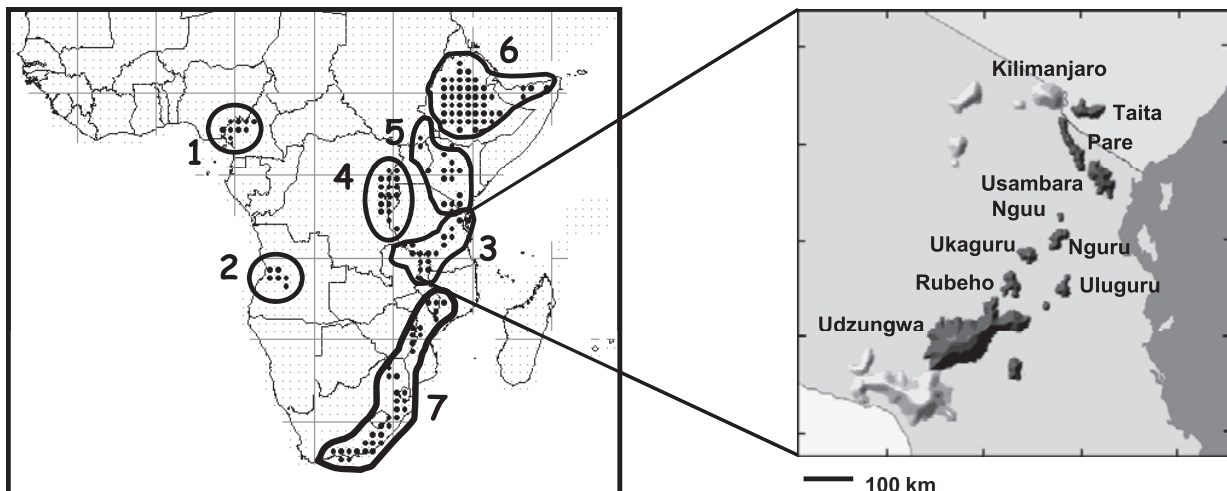 1
2
3
4
5
6
7
Kilimanjaro
Taita
Pare
Usambara
Nguu
Ukaguru
Nguru
Rubeho
Uluguru
Udzungwa
100 km